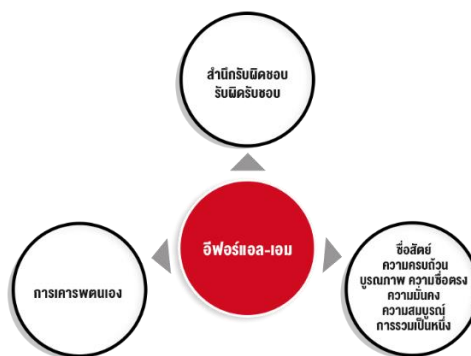 สำนึกรับผิดชอบ
รับผิดรับชอบ
อีฟอร์แอล-เอม
การเคารพตนเอง
ซื่อสัตย์
ความครบถ้วน
บูรณภาพ ความซื่อตรง
ความมั่นคง
ความสมบูรณ์
การรวมเป็นหนึ่ง